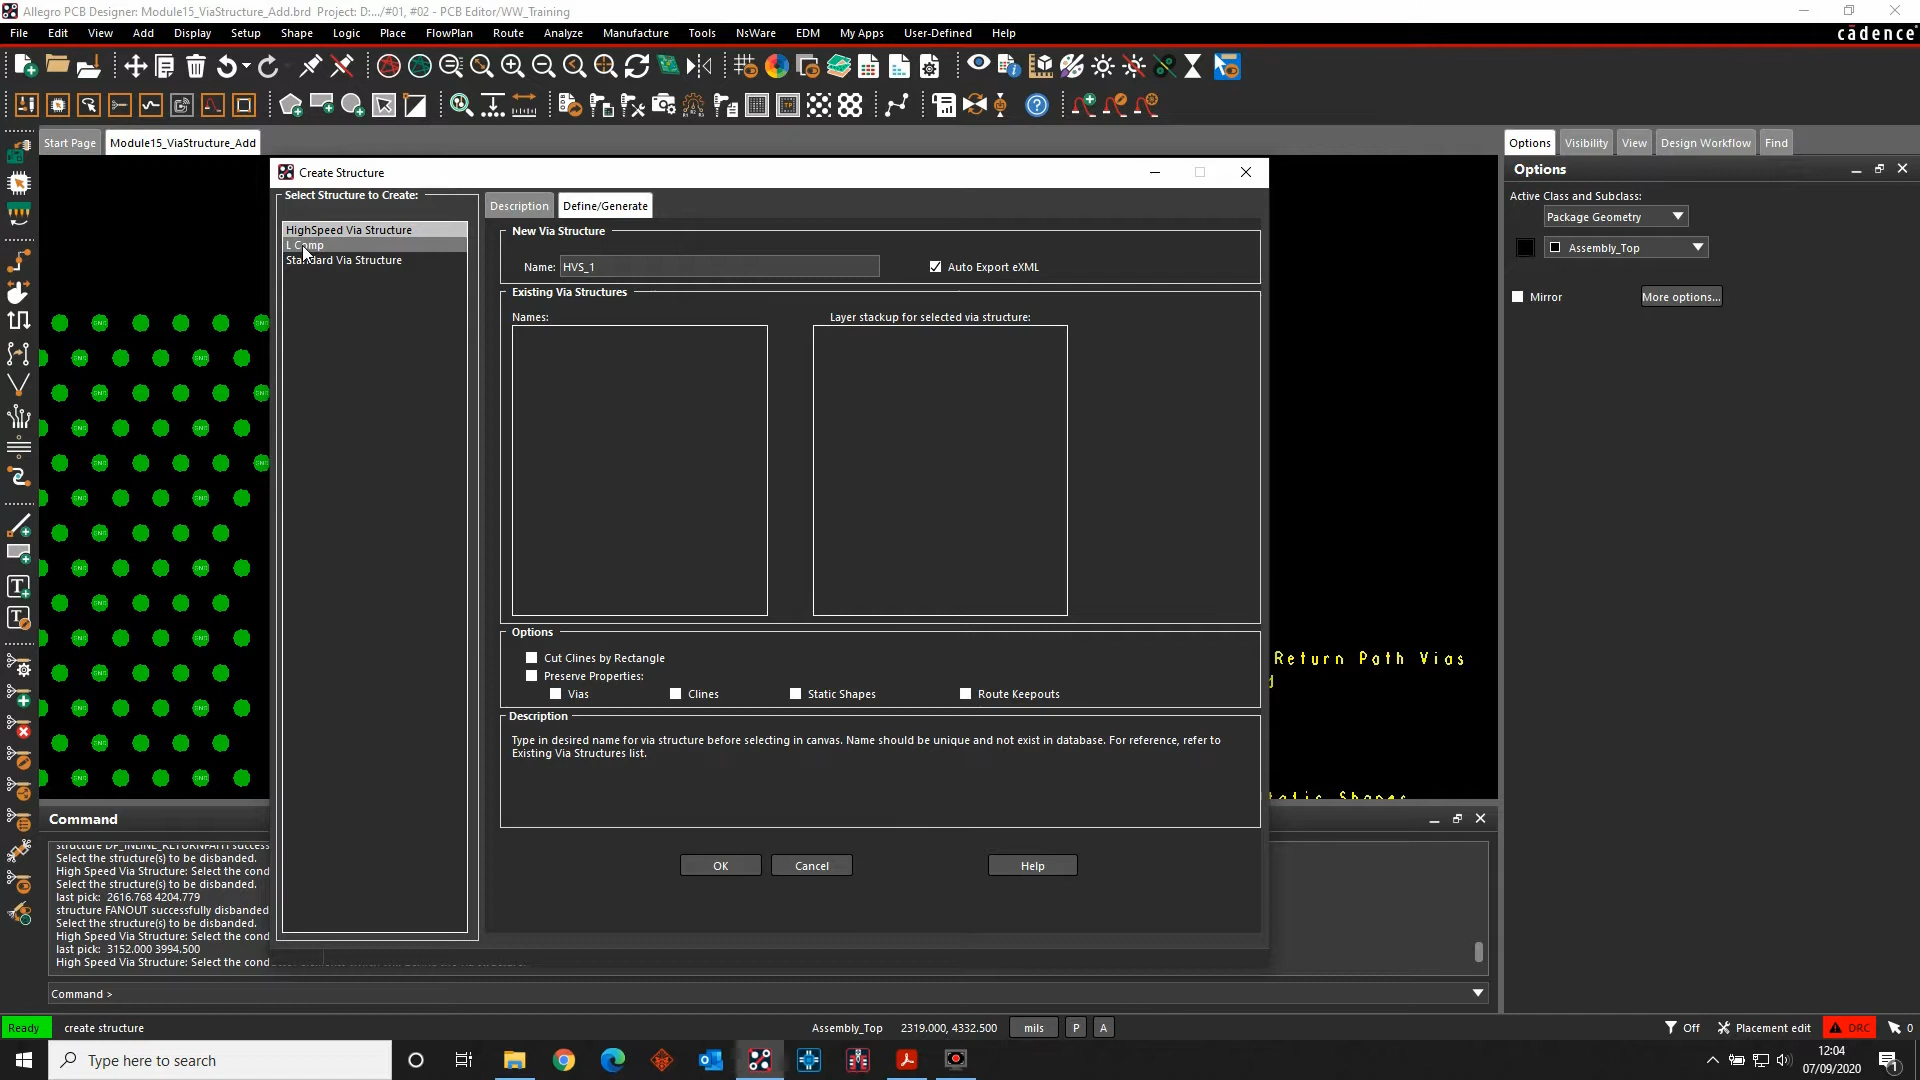 Allegro PCB Designer: Module15_ViaStructure_Add.brd  Project: D:.../#01, #02 - PCB Editor/WW_Training
File Edit View Add Display Setup Shape Logic Place FlowPlan Route Analyze Manufacture Tools NsWare EDM My Apps User-Defined Help
cādence
Start Page Module15_ViaStructure_Add
Options Visibility View Design Workflow Find
Options
Active Class and Subclass:
Package Geometry
Assembly_Top
Mirror More options...
Create Structure
Select Structure to Create:
HighSpeed Via Structure
L Comp
Standard Via Structure
Description Define/Generate
New Via Structure
Name: HVS_1 Auto Export eXML
Existing Via Structures
Names: Layer stackup for selected via structure:
Options
Cut Clines by Rectangle
Preserve Properties:
Vias Clines Static Shapes Route Keepouts
Description
Type in desired name for via structure before selecting in canvas. Name should be unique and not exist in database. For reference, refer to
Existing Via Structures list.
OK Cancel Help
Return Path Vias
d
tatic Shapes
Command
structure DP_INLINE_RETURNPATH success
Select the structure(s) to be disbanded.
High Speed Via Structure: Select the cond
Select the structure(s) to be disbanded.
last pick:  2616.768 4204.779
structure FANOUT successfully disbanded
Select the structure(s) to be disbanded.
High Speed Via Structure: Select the cond
last pick:  3152.000 3994.500
High Speed Via Structure: Select the cond
Command >
Ready create structure Assembly_Top 2319.000, 4332.500 mils P A Off Placement edit DRC 0
Type here to search
12:04
07/09/2020
1